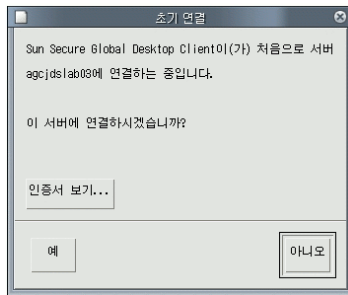 초기 연결
Sun Secure Global Desktop Client이(가) 처음으로 서버
agcjdslab03에 연결하는 중입니다.
이 서버에 연결하시겠습니까?
인증서 보기...
예
아니오